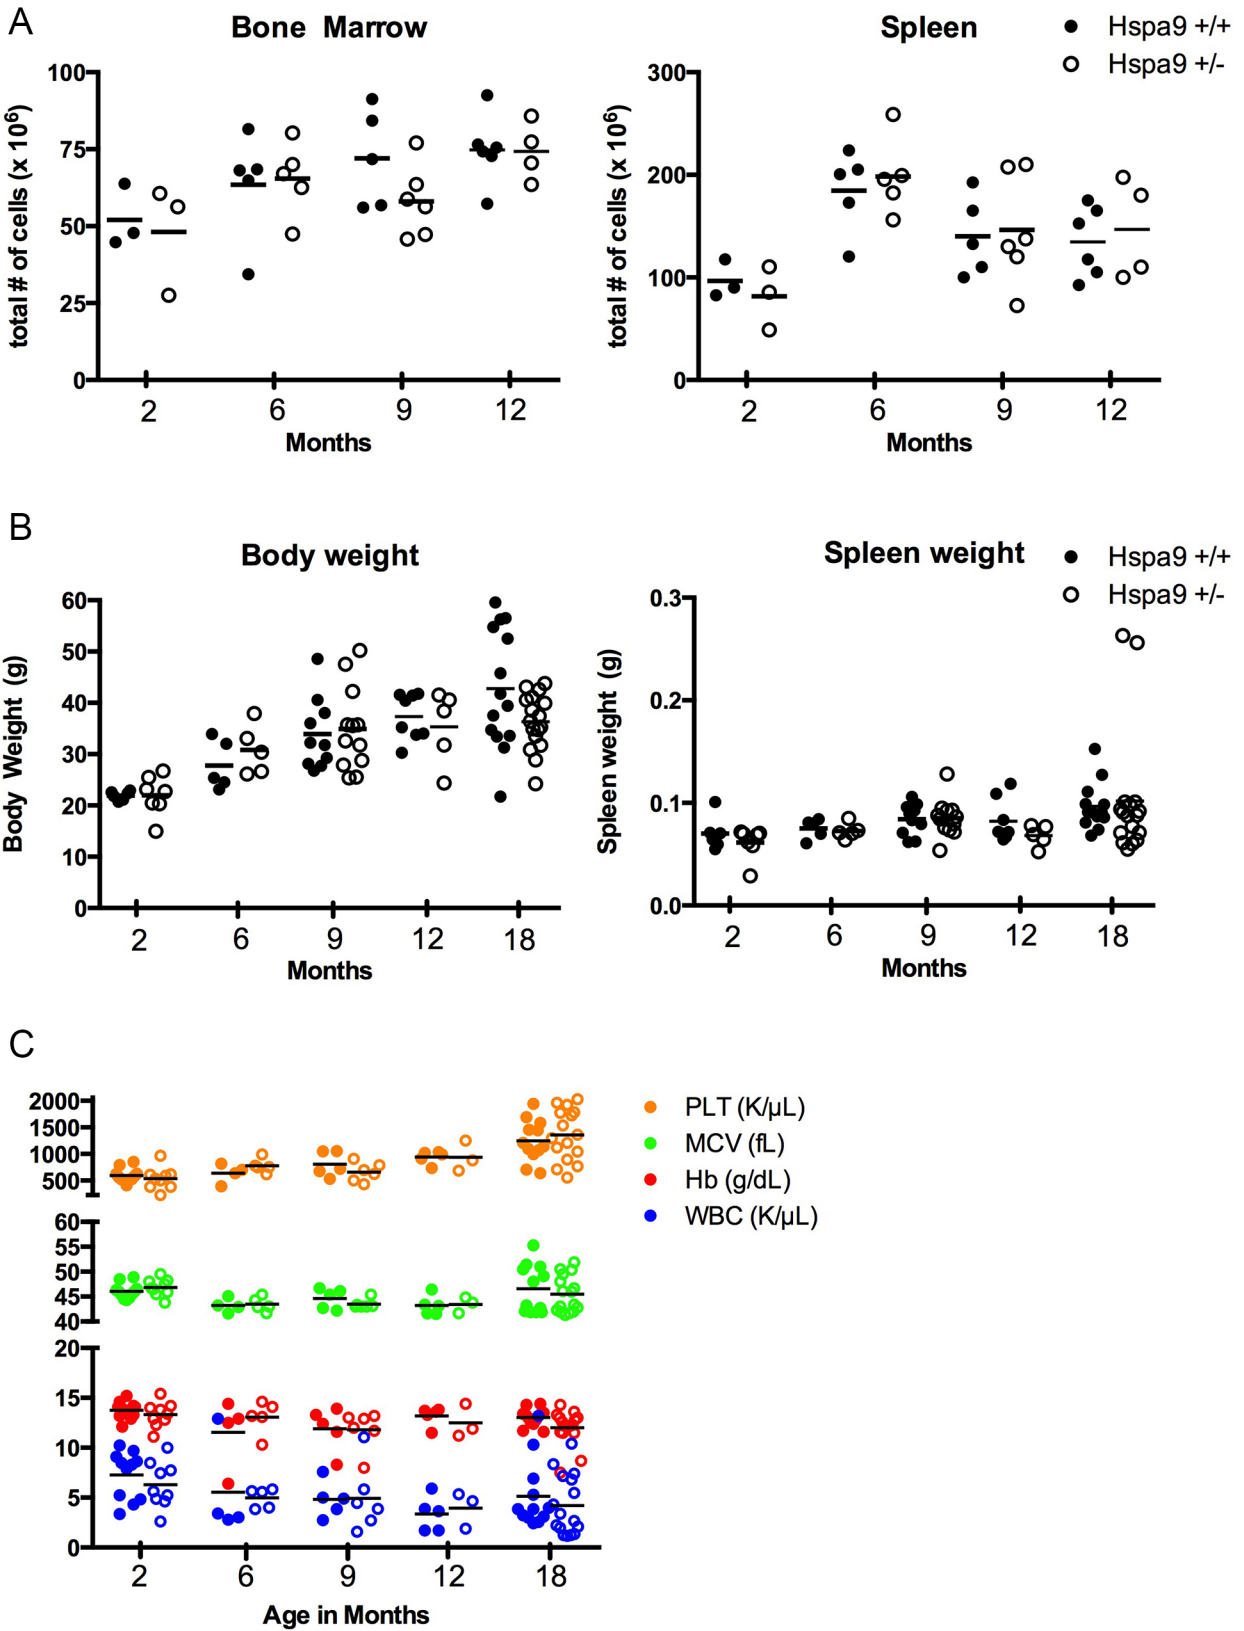 A
Bone Marrow
Spleen
Hspa9 +/+
Hspa9 +/-
total # of cells (x 10⁶)
100
75
50
25
0
2 6 9 12
Months
total # of cells (x 10⁶)
300
200
100
0
2 6 9 12
Months
B
Body weight
Spleen weight
Hspa9 +/+
Hspa9 +/-
Body Weight (g)
60
50
40
30
20
10
0
2 6 9 12 18
Months
Spleen weight (g)
0.3
0.2
0.1
0.0
2 6 9 12 18
Months
C
2000
1500
1000
500
60
55
50
45
40
20
15
10
5
0
2 6 9 12 18
Age in Months
PLT (K/µL)
MCV (fL)
Hb (g/dL)
WBC (K/µL)